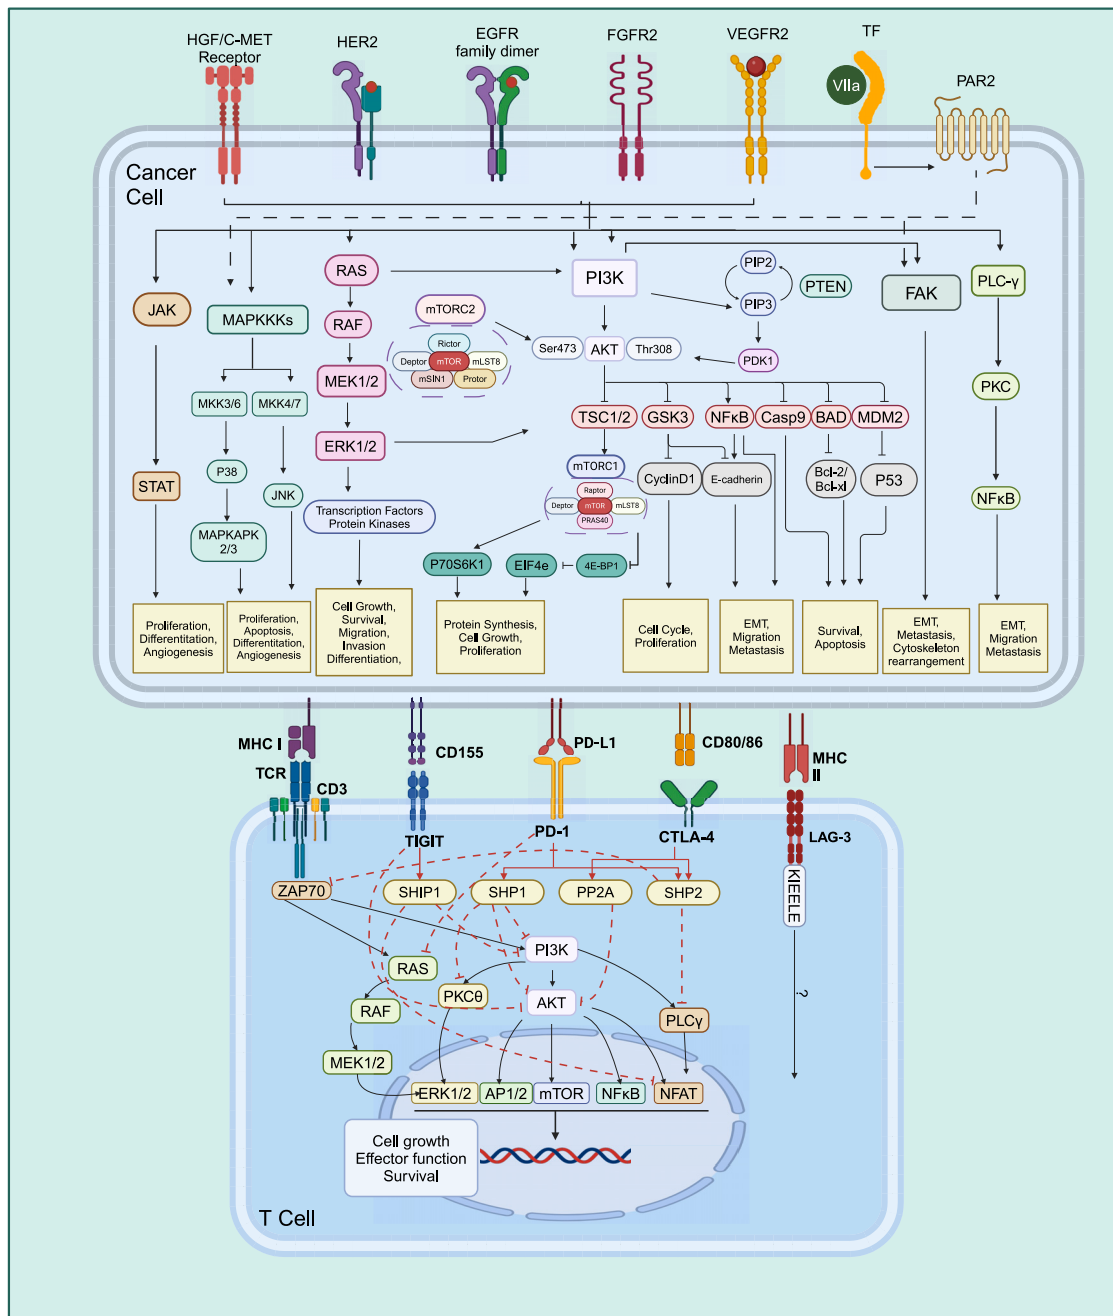 HGF/C-MET
Receptor
HER2
EGFR
family dimer
FGFR2
VEGFR2
TF
VIIa
PAR2
Cancer
Cell
JAK
MAPKKKs
RAS
PI3K
PIP2
PIP3
PTEN
FAK
PLC-γ
RAF
mTORC2
Rictor
Deptor
mTOR
mLST8
mSIN1
Protor
Ser473
AKT
Thr308
PDK1
MKK3/6
MKK4/7
MEK1/2
PKC
TSC1/2
GSK3
NFκB
Casp9
BAD
MDM2
ERK1/2
P38
STAT
JNK
mTORC1
Raptor
Deptor
mTOR
mLST8
PRAS40
CyclinD1
E-cadherin
Bcl-2/
Bcl-xl
P53
NFκB
Transcription Factors
Protein Kinases
MAPKAPK
2/3
P70S6K1
EIF4e
4E-BP1
Proliferation,
Differentitation,
Angiogenesis
Proliferation,
Apoptosis,
Differentitation,
Angiogenesis
Cell Growth,
Survival,
Migration,
Invasion
Differentiation,
Protein Synthesis,
Cell Growth,
Proliferation
Cell Cycle,
Proliferation
EMT,
Migration
Metastasis
Survival,
Apoptosis
EMT,
Metastasis,
Cytoskeleton
rearrangement
EMT,
Migration
Metastasis
MHC I
CD155
PD-L1
CD80/86
MHC
II
TCR
CD3
TIGIT
PD-1
CTLA-4
LAG-3
KIEELE
ZAP70
SHIP1
SHP1
PP2A
SHP2
PI3K
RAS
PKCθ
AKT
RAF
PLCγ
?
MEK1/2
ERK1/2
AP1/2
mTOR
NFκB
NFAT
Cell growth
Effector function
Survival
T Cell